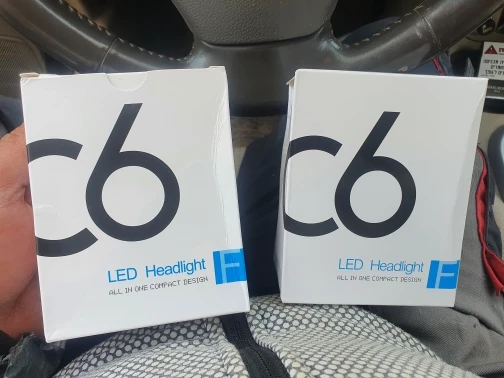 C6
LED Headlight
ALL IN ONE COMPACT DESIGN
F
C6
LED Headlight
ALL IN ONE COMPACT DESIGN
F